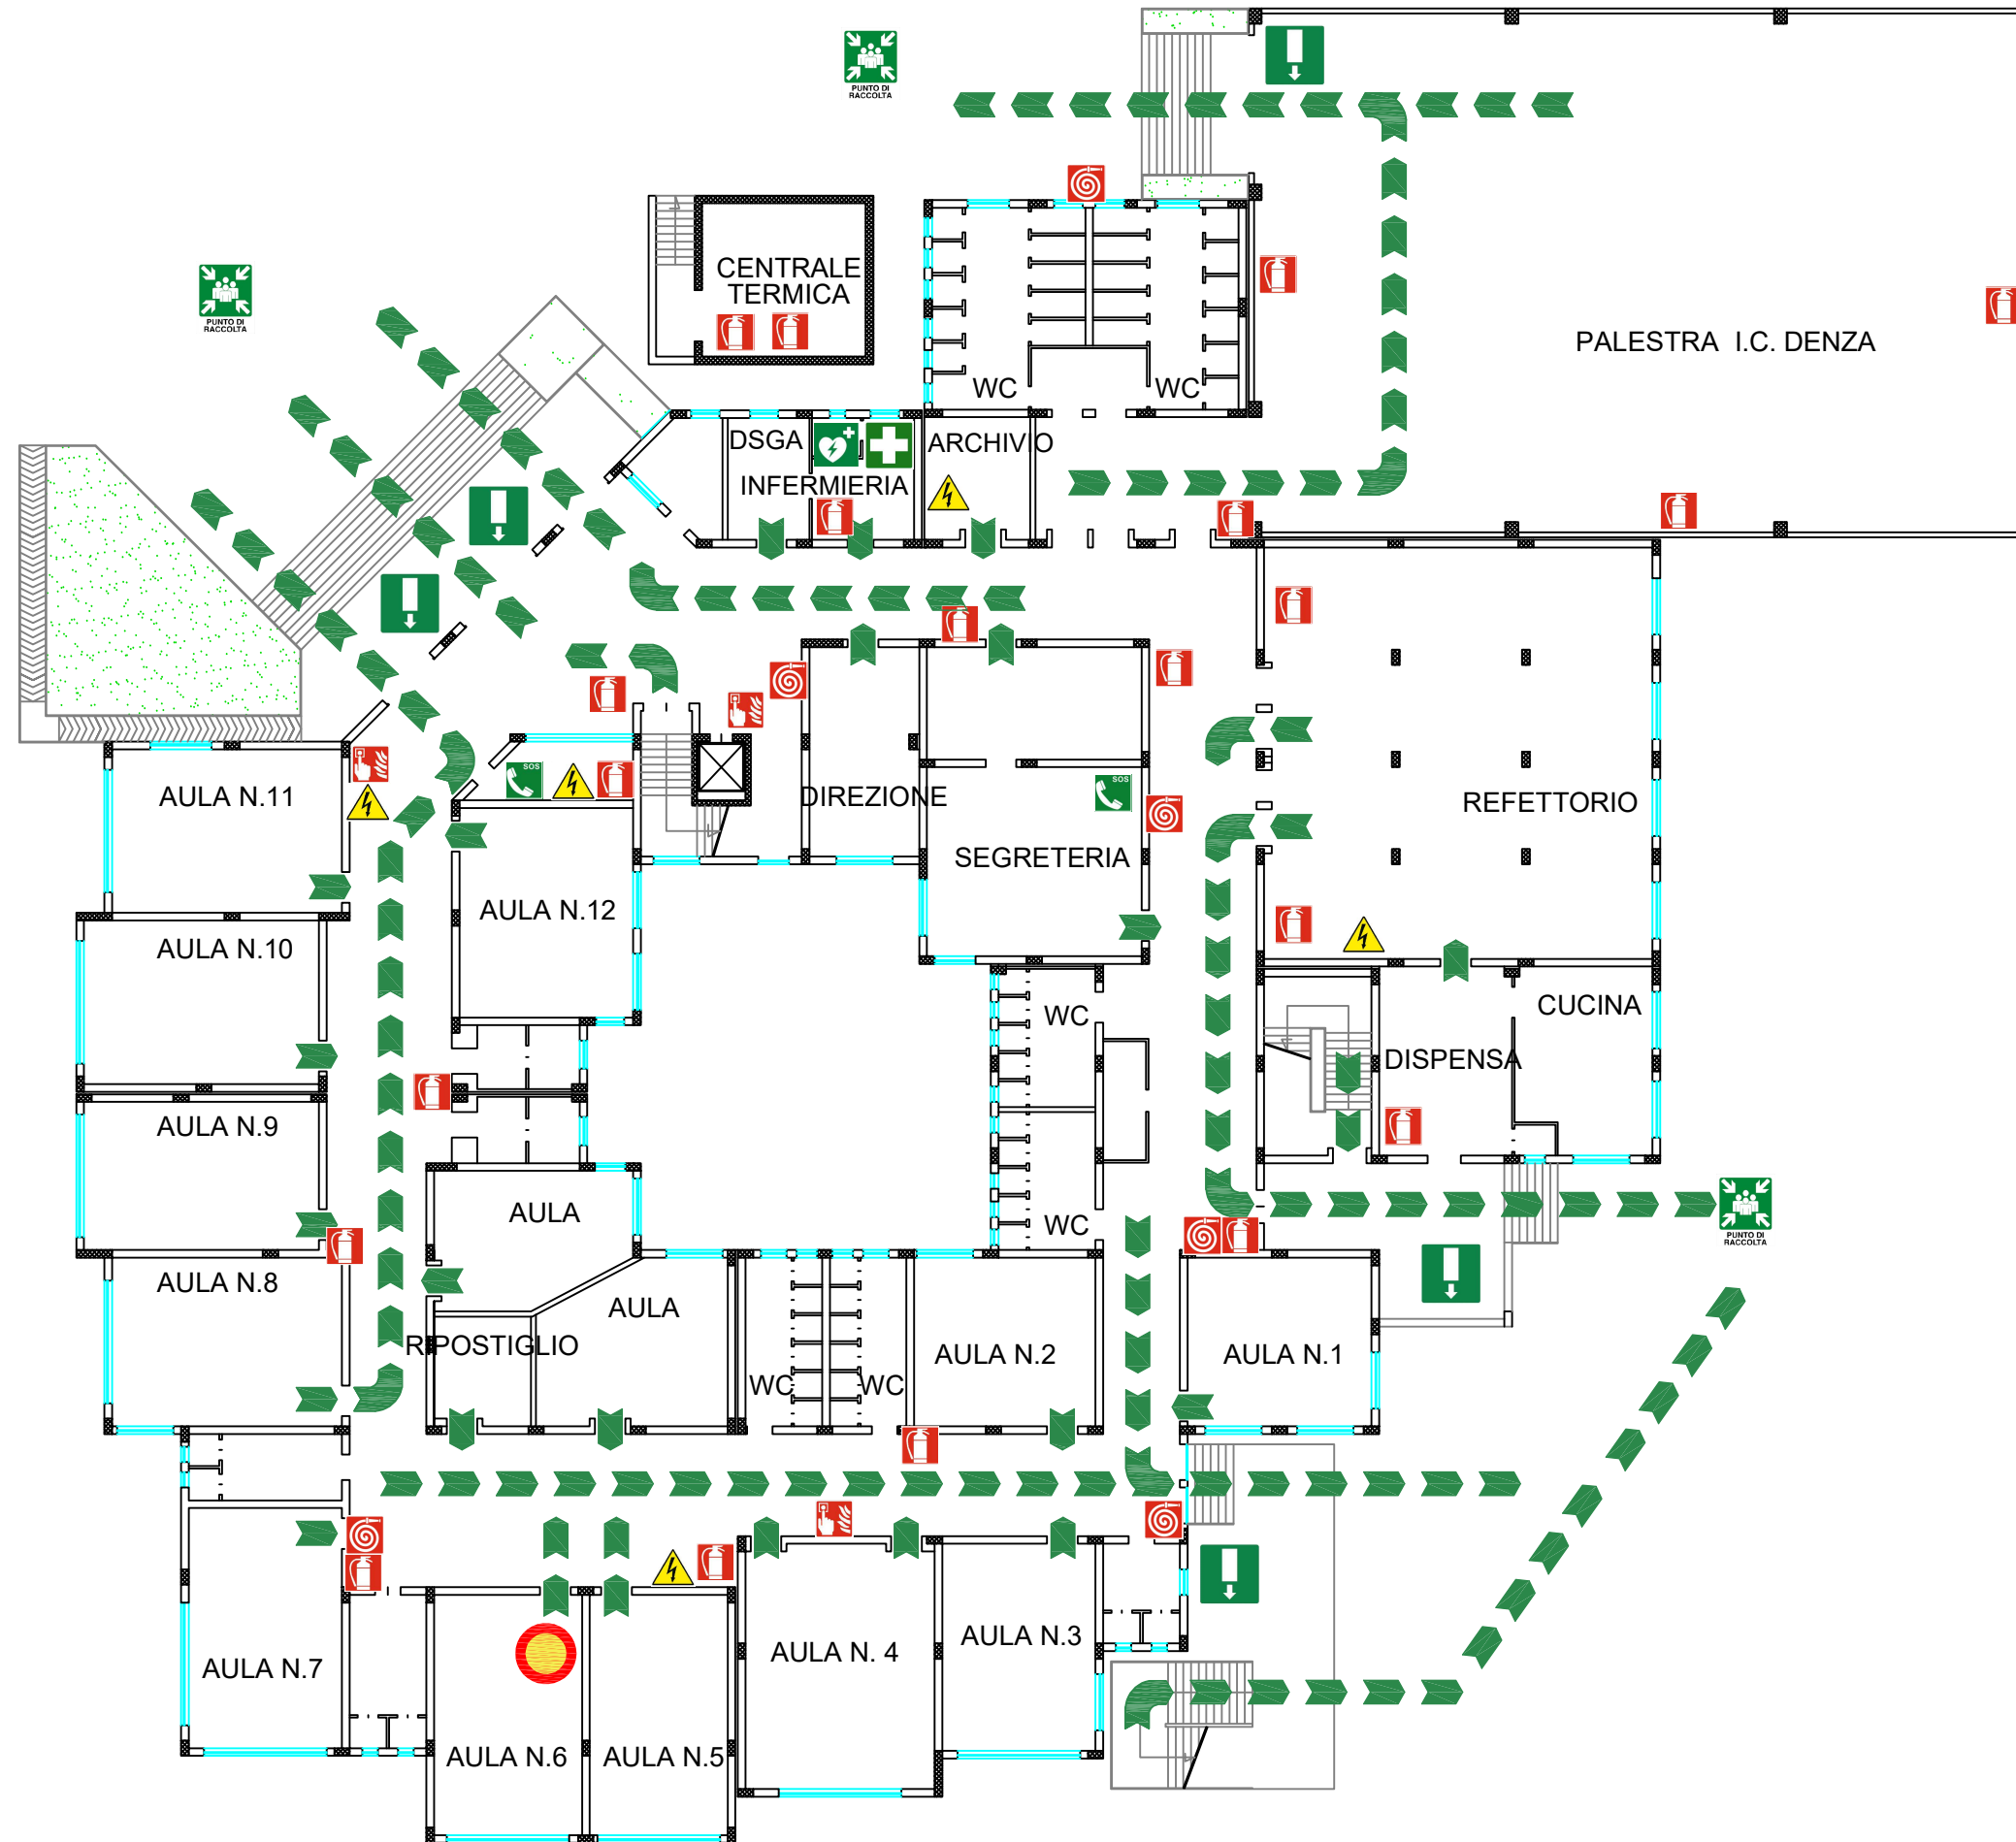 PUNTO DI
RACCOLTA
PUNTO DI
RACCOLTA
CENTRALE
TERMICA
PALESTRA I.C. DENZA
WC
WC
DSGA
ARCHIVIO
INFERMIERIA
SOS
SOS
AULA N.11
DIREZIONE
REFETTORIO
SEGRETERIA
AULA N.12
AULA N.10
CUCINA
WC
DISPENSA
AULA N.9
AULA
WC
PUNTO DI
RACCOLTA
AULA N.8
AULA
RIPOSTIGLIO
AULA N.2
AULA N.1
WC
WC
AULA N.3
AULA N. 4
AULA N.7
AULA N.6
AULA N.5